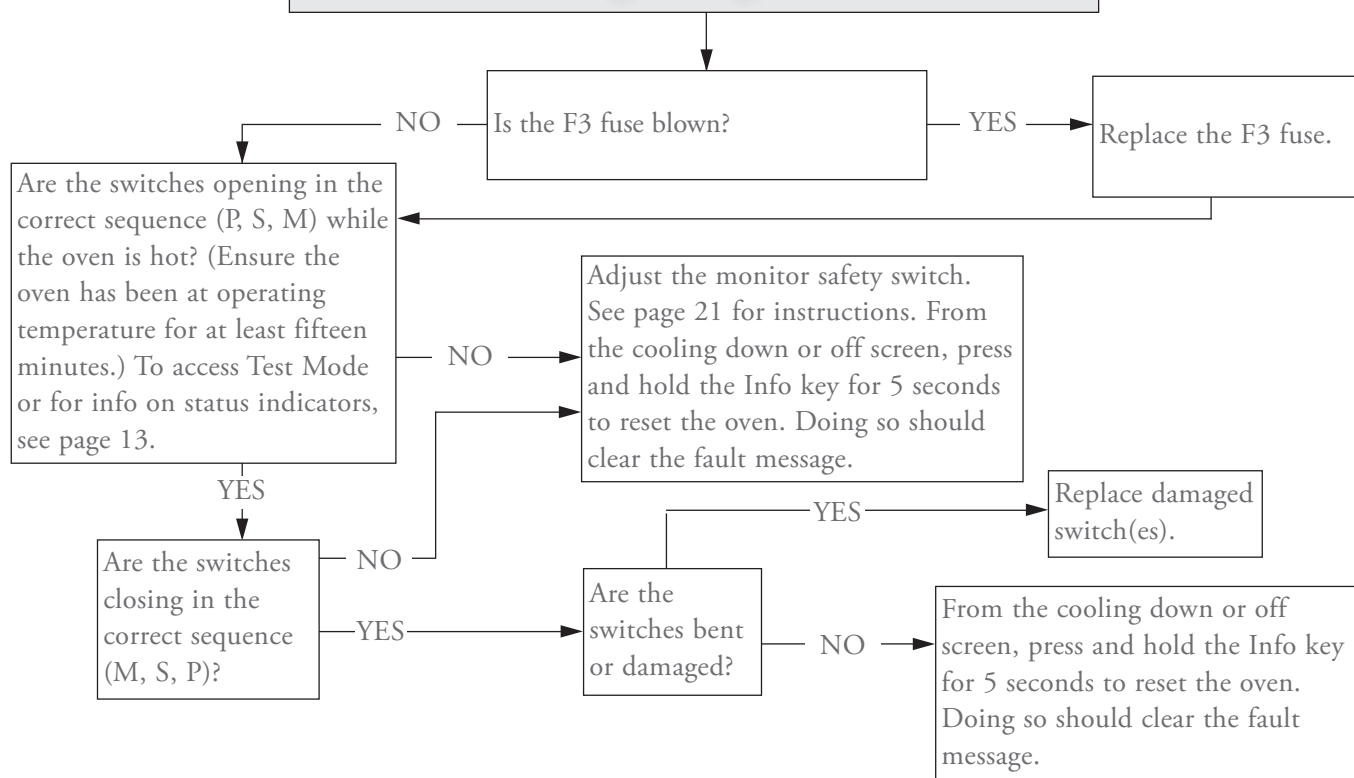 Is the F3 fuse blown?
NO
YES
Replace the F3 fuse.
Are the switches opening in the
correct sequence (P, S, M) while
the oven is hot? (Ensure the
oven has been at operating
temperature for at least fifteen
minutes.) To access Test Mode
or for info on status indicators,
see page 13.
NO
Adjust the monitor safety switch.
See page 21 for instructions. From
the cooling down or off screen, press
and hold the Info key for 5 seconds
to reset the oven. Doing so should
clear the fault message.
YES
Are the switches
closing in the
correct sequence
(M, S, P)?
NO
YES
Are the
switches bent
or damaged?
YES
Replace damaged
switch(es).
NO
From the cooling down or off
screen, press and hold the Info key
for 5 seconds to reset the oven.
Doing so should clear the fault
message.